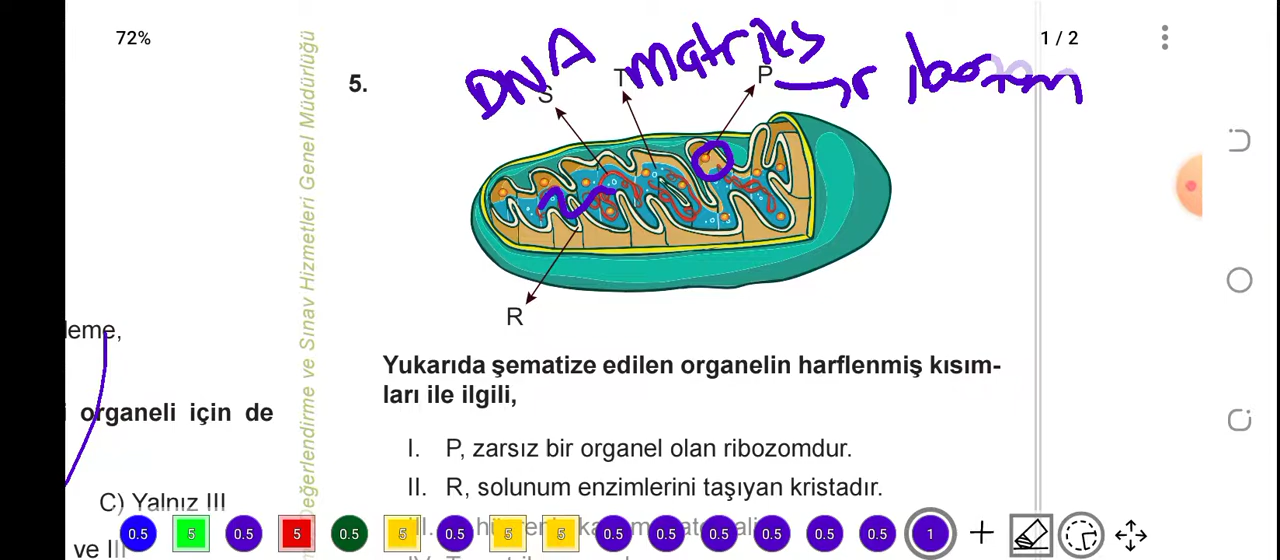 72%
1 / 2
DNA matriks
5.
S
T
P
ribozom
R
Değerlendirme ve Sınav Hizmetleri Genel Müdürlüğü
leme,
i organeli için de
C) Yalnız III
ve III
Yukarıda şematize edilen organelin harflenmiş kısım-
ları ile ilgili,
I. P, zarsız bir organel olan ribozomdur.
II. R, solunum enzimlerini taşıyan kristadır.
0.5 5 0.5 5 0.5 5 0.5 5 5 0.5 0.5 0.5 0.5 0.5 0.5 1